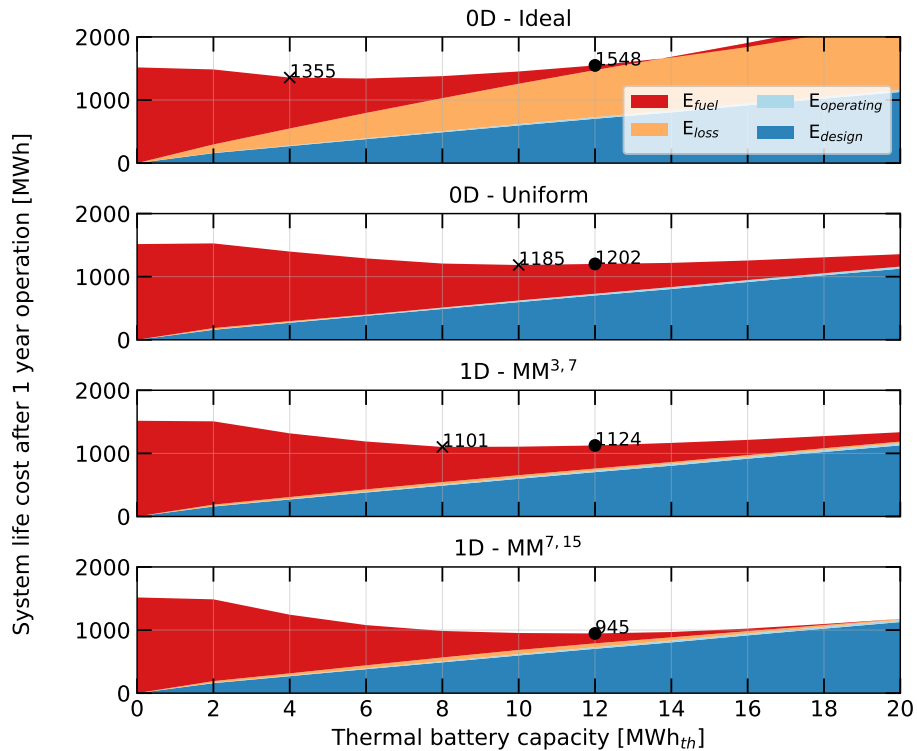 0D - Ideal
2000
1000
0
1355
1548
E_fuel
E_operating
E_loss
E_design
0D - Uniform
2000
1000
0
1185
1202
1D - MM^3, 7
2000
1000
0
1101
1124
1D - MM^7, 15
2000
1000
0
945
0 2 4 6 8 10 12 14 16 18 20
Thermal battery capacity [MWh_th]
System life cost after 1 year operation [MWh]